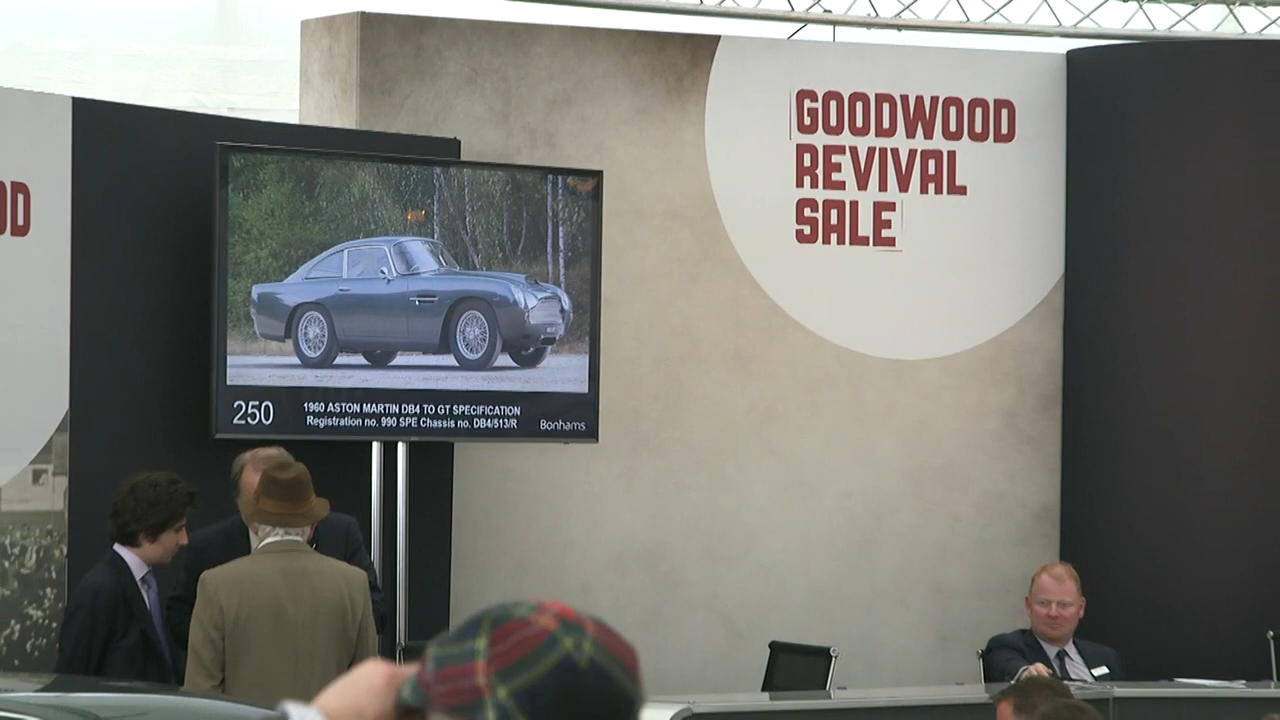 GOODWOOD
REVIVAL
SALE
OD
250
1960 ASTON MARTIN DB4 TO GT SPECIFICATION
Registration no. 990 SPE Chassis no. DB4/513/R
Bonhams